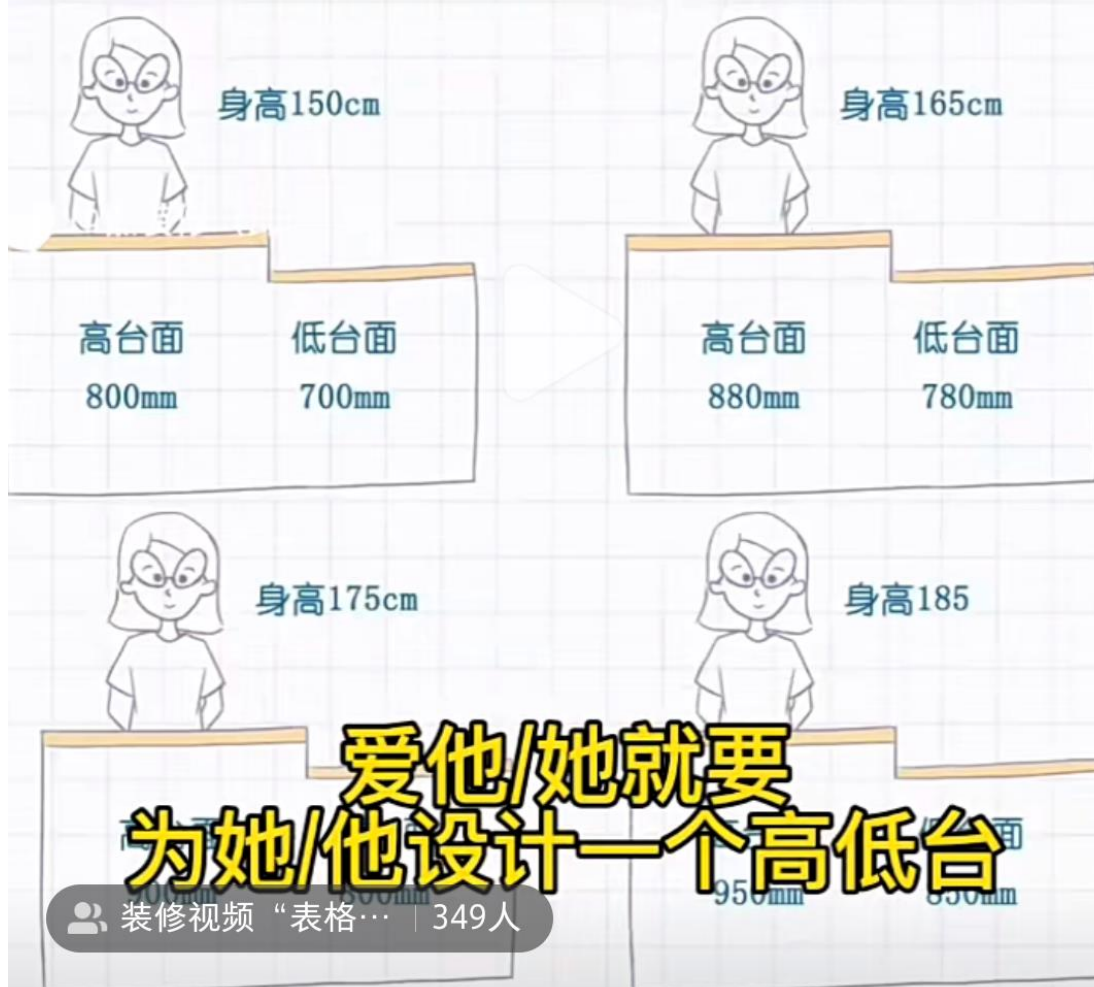 身高150cm
身高165cm
高台面
低台面
800mm
700mm
高台面
低台面
880mm
780mm
身高175cm
身高185
爱他/她就要
为她/他设计一个高低台
950mm
850mm
装修视频“表格… 349人